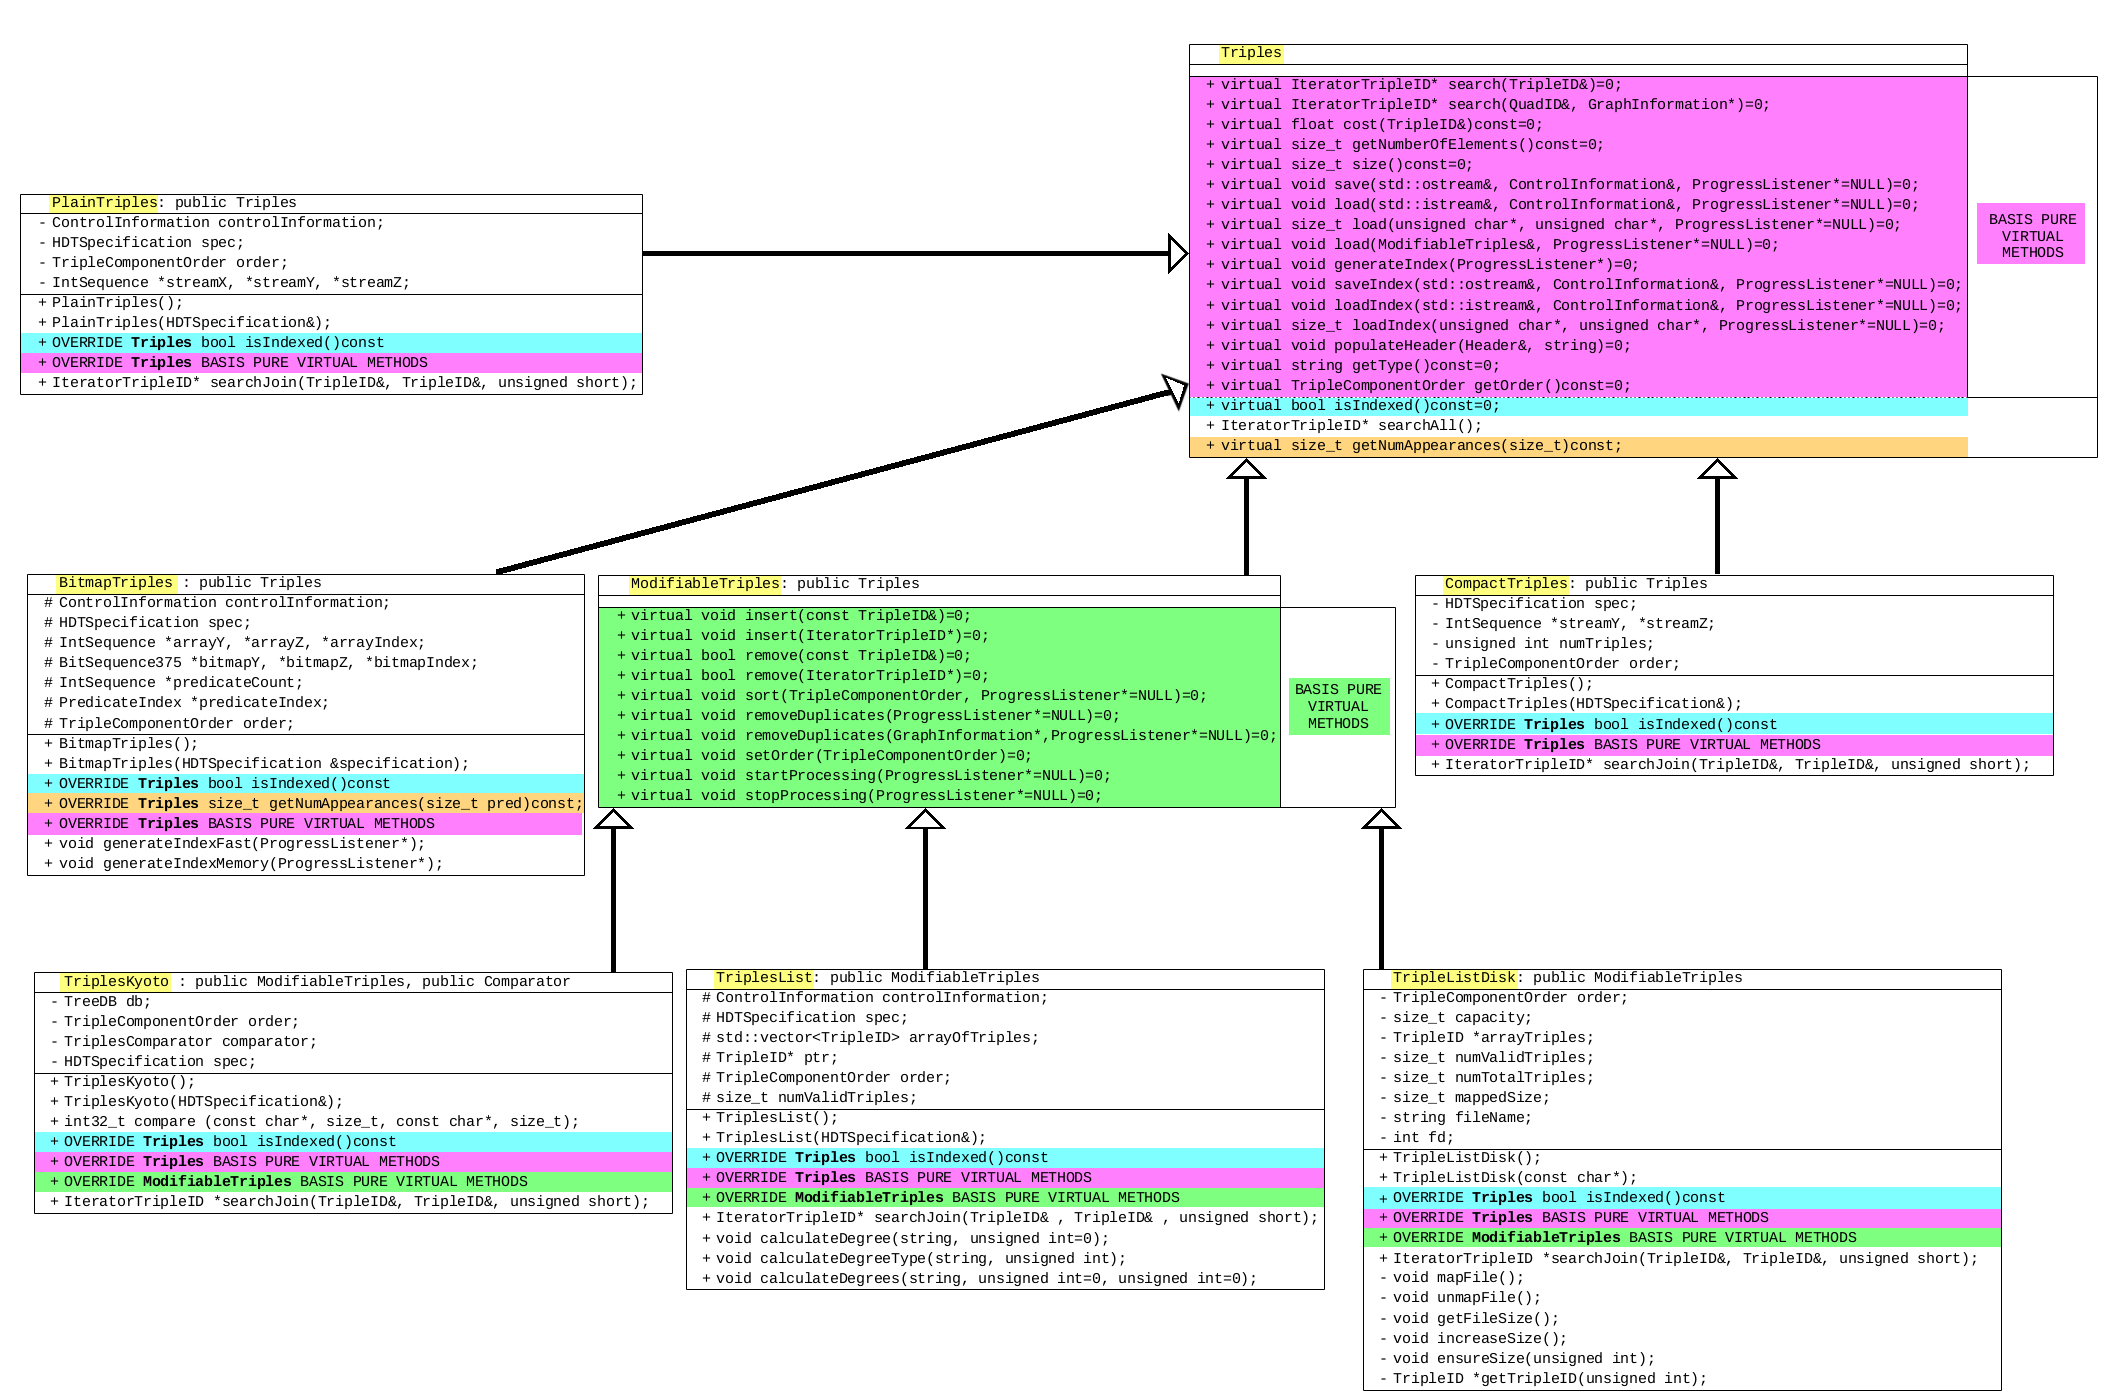 Triples
+ virtual IteratorTripleID* search(TripleID&)=0;
+ virtual IteratorTripleID* search(QuadID&, GraphInformation*)=0;
+ virtual float cost(TripleID&)const=0;
+ virtual size_t getNumberOfElements()const=0;
+ virtual size_t size()const=0;
+ virtual void save(std::ostream&, ControlInformation&, ProgressListener*=NULL)=0;
+ virtual void load(std::istream&, ControlInformation&, ProgressListener*=NULL)=0;
+ virtual size_t load(unsigned char*, unsigned char*, ProgressListener*=NULL)=0;
+ virtual void load(ModifiableTriples&, ProgressListener*=NULL)=0;
+ virtual void generateIndex(ProgressListener*)=0;
+ virtual void saveIndex(std::ostream&, ControlInformation&, ProgressListener*=NULL)=0;
+ virtual void loadIndex(std::istream&, ControlInformation&, ProgressListener*=NULL)=0;
+ virtual size_t loadIndex(unsigned char*, unsigned char*, ProgressListener*=NULL)=0;
+ virtual void populateHeader(Header&, string)=0;
+ virtual string getType()const=0;
+ virtual TripleComponentOrder getOrder()const=0;
+ virtual bool isIndexed()const=0;
+ IteratorTripleID* searchAll();
+ virtual size_t getNumAppearances(size_t)const;
BASIS PURE
VIRTUAL
METHODS
PlainTriples: public Triples
- ControlInformation controlInformation;
- HDTSpecification spec;
- TripleComponentOrder order;
- IntSequence *streamX, *streamY, *streamZ;
+ PlainTriples();
+ PlainTriples(HDTSpecification&);
+ OVERRIDE Triples bool isIndexed()const
+ OVERRIDE Triples BASIS PURE VIRTUAL METHODS
+ IteratorTripleID* searchJoin(TripleID&, TripleID&, unsigned short);
BitmapTriples : public Triples
# ControlInformation controlInformation;
# HDTSpecification spec;
# IntSequence *arrayY, *arrayZ, *arrayIndex;
# BitSequence375 *bitmapY, *bitmapZ, *bitmapIndex;
# IntSequence *predicateCount;
# PredicateIndex *predicateIndex;
# TripleComponentOrder order;
+ BitmapTriples();
+ BitmapTriples(HDTSpecification &specification);
+ OVERRIDE Triples bool isIndexed()const
+ OVERRIDE Triples size_t getNumAppearances(size_t pred)const;
+ OVERRIDE Triples BASIS PURE VIRTUAL METHODS
+ void generateIndexFast(ProgressListener*);
+ void generateIndexMemory(ProgressListener*);
ModifiableTriples: public Triples
+ virtual void insert(const TripleID&)=0;
+ virtual void insert(IteratorTripleID*)=0;
+ virtual bool remove(const TripleID&)=0;
+ virtual bool remove(IteratorTripleID*)=0;
+ virtual void sort(TripleComponentOrder, ProgressListener*=NULL)=0;
+ virtual void removeDuplicates(ProgressListener*=NULL)=0;
+ virtual void removeDuplicates(GraphInformation*,ProgressListener*=NULL)=0;
+ virtual void setOrder(TripleComponentOrder)=0;
+ virtual void startProcessing(ProgressListener*=NULL)=0;
+ virtual void stopProcessing(ProgressListener*=NULL)=0;
BASIS PURE
VIRTUAL
METHODS
CompactTriples: public Triples
- HDTSpecification spec;
- IntSequence *streamY, *streamZ;
- unsigned int numTriples;
- TripleComponentOrder order;
+ CompactTriples();
+ CompactTriples(HDTSpecification&);
+ OVERRIDE Triples bool isIndexed()const
+ OVERRIDE Triples BASIS PURE VIRTUAL METHODS
+ IteratorTripleID* searchJoin(TripleID&, TripleID&, unsigned short);
TriplesKyoto : public ModifiableTriples, public Comparator
- TreeDB db;
- TripleComponentOrder order;
- TriplesComparator comparator;
- HDTSpecification spec;
+ TriplesKyoto();
+ TriplesKyoto(HDTSpecification&);
+ int32_t compare (const char*, size_t, const char*, size_t);
+ OVERRIDE Triples bool isIndexed()const
+ OVERRIDE Triples BASIS PURE VIRTUAL METHODS
+ OVERRIDE ModifiableTriples BASIS PURE VIRTUAL METHODS
+ IteratorTripleID *searchJoin(TripleID&, TripleID&, unsigned short);
TriplesList: public ModifiableTriples
# ControlInformation controlInformation;
# HDTSpecification spec;
# std::vector<TripleID> arrayOfTriples;
# TripleID* ptr;
# TripleComponentOrder order;
# size_t numValidTriples;
+ TriplesList();
+ TriplesList(HDTSpecification&);
+ OVERRIDE Triples bool isIndexed()const
+ OVERRIDE Triples BASIS PURE VIRTUAL METHODS
+ OVERRIDE ModifiableTriples BASIS PURE VIRTUAL METHODS
+ IteratorTripleID* searchJoin(TripleID& , TripleID& , unsigned short);
+ void calculateDegree(string, unsigned int=0);
+ void calculateDegreeType(string, unsigned int);
+ void calculateDegrees(string, unsigned int=0, unsigned int=0);
TripleListDisk: public ModifiableTriples
- TripleComponentOrder order;
- size_t capacity;
- TripleID *arrayTriples;
- size_t numValidTriples;
- size_t numTotalTriples;
- size_t mappedSize;
- string fileName;
- int fd;
+ TripleListDisk();
+ TripleListDisk(const char*);
+ OVERRIDE Triples bool isIndexed()const
+ OVERRIDE Triples BASIS PURE VIRTUAL METHODS
+ OVERRIDE ModifiableTriples BASIS PURE VIRTUAL METHODS
+ IteratorTripleID *searchJoin(TripleID&, TripleID&, unsigned short);
- void mapFile();
- void unmapFile();
- void getFileSize();
- void increaseSize();
- void ensureSize(unsigned int);
- TripleID *getTripleID(unsigned int);